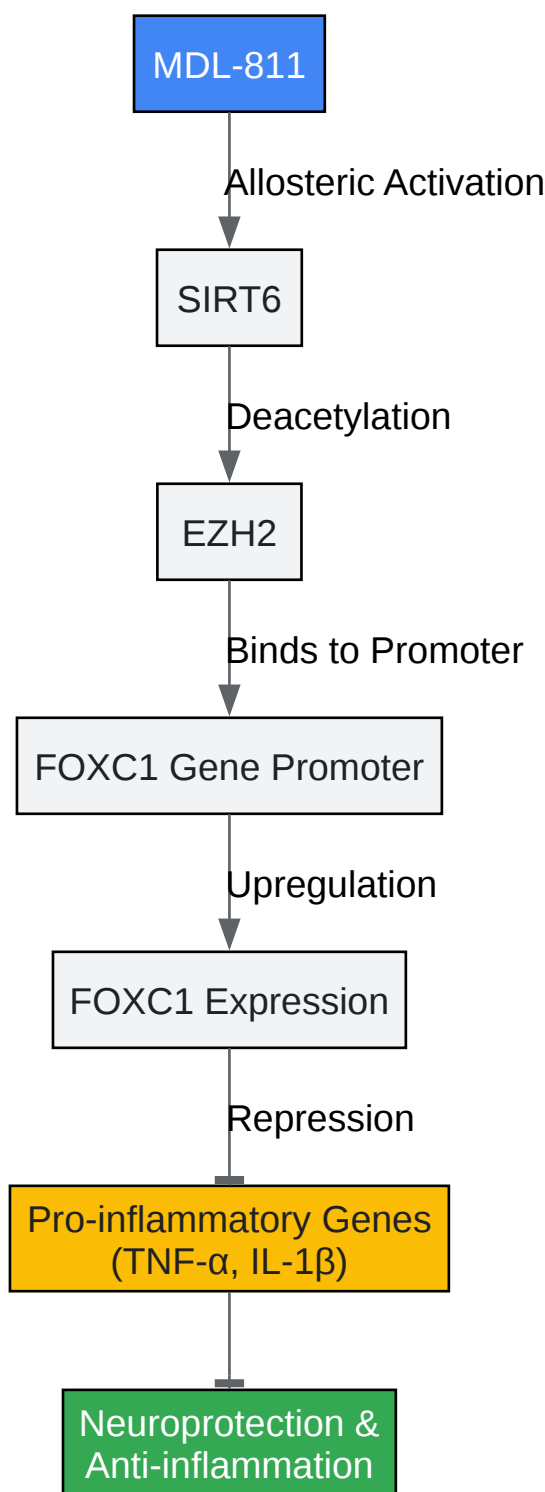 MDL-811
Allosteric Activation
SIRT6
Deacetylation
EZH2
Binds to Promoter
FOXC1 Gene Promoter
Upregulation
FOXC1 Expression
Repression
Pro-inflammatory Genes
(TNF-α, IL-1β)
Neuroprotection &
Anti-inflammation